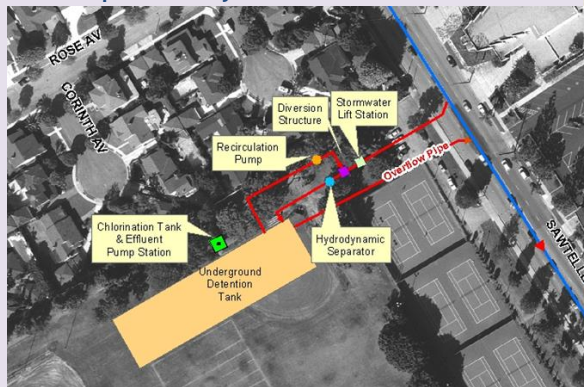 ROSE AV
CORINTH AV
Diversion
Structure
Stormwater
Lift Station
Recirculation
Pump
Overflow Pipe
Chlorination Tank
& Effluent
Pump Station
Hydrodynamic
Separator
Underground
Detention
Tank